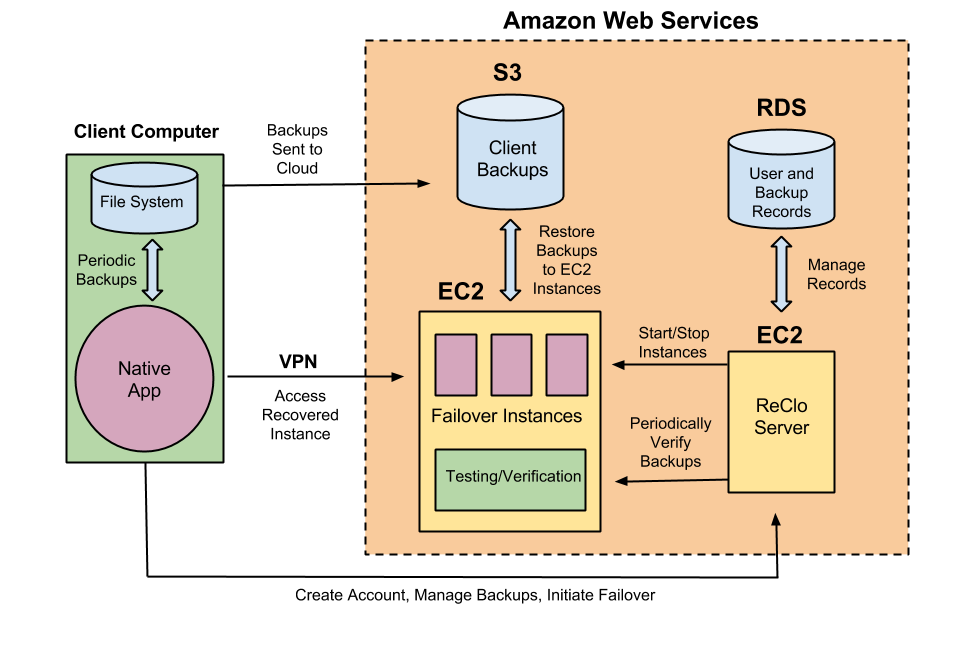 Amazon Web Services
S3
RDS
Client Computer
Backups
Sent to
Cloud
Client
Backups
User and
Backup
Records
File System
Periodic
Backups
Restore
Backups
to EC2
Instances
Manage
Records
EC2
EC2
Native
App
VPN
Access
Recovered
Instance
Failover Instances
Testing/Verification
Start/Stop
Instances
Periodically
Verify
Backups
ReClo
Server
Create Account, Manage Backups, Initiate Failover